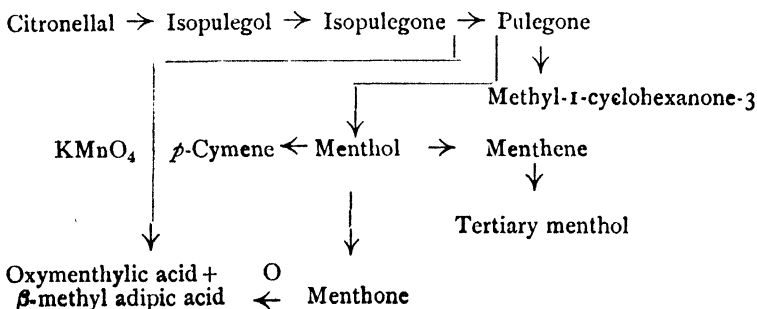 Citronellal → Isopulegol → Isopulegone → Pulegone
Methyl-1-cyclohexanone-3
KMnO₄ p-Cymene ← Menthol → Menthene
Tertiary menthol
Oxymenthylic acid + O
β-methyl adipic acid ← Menthone